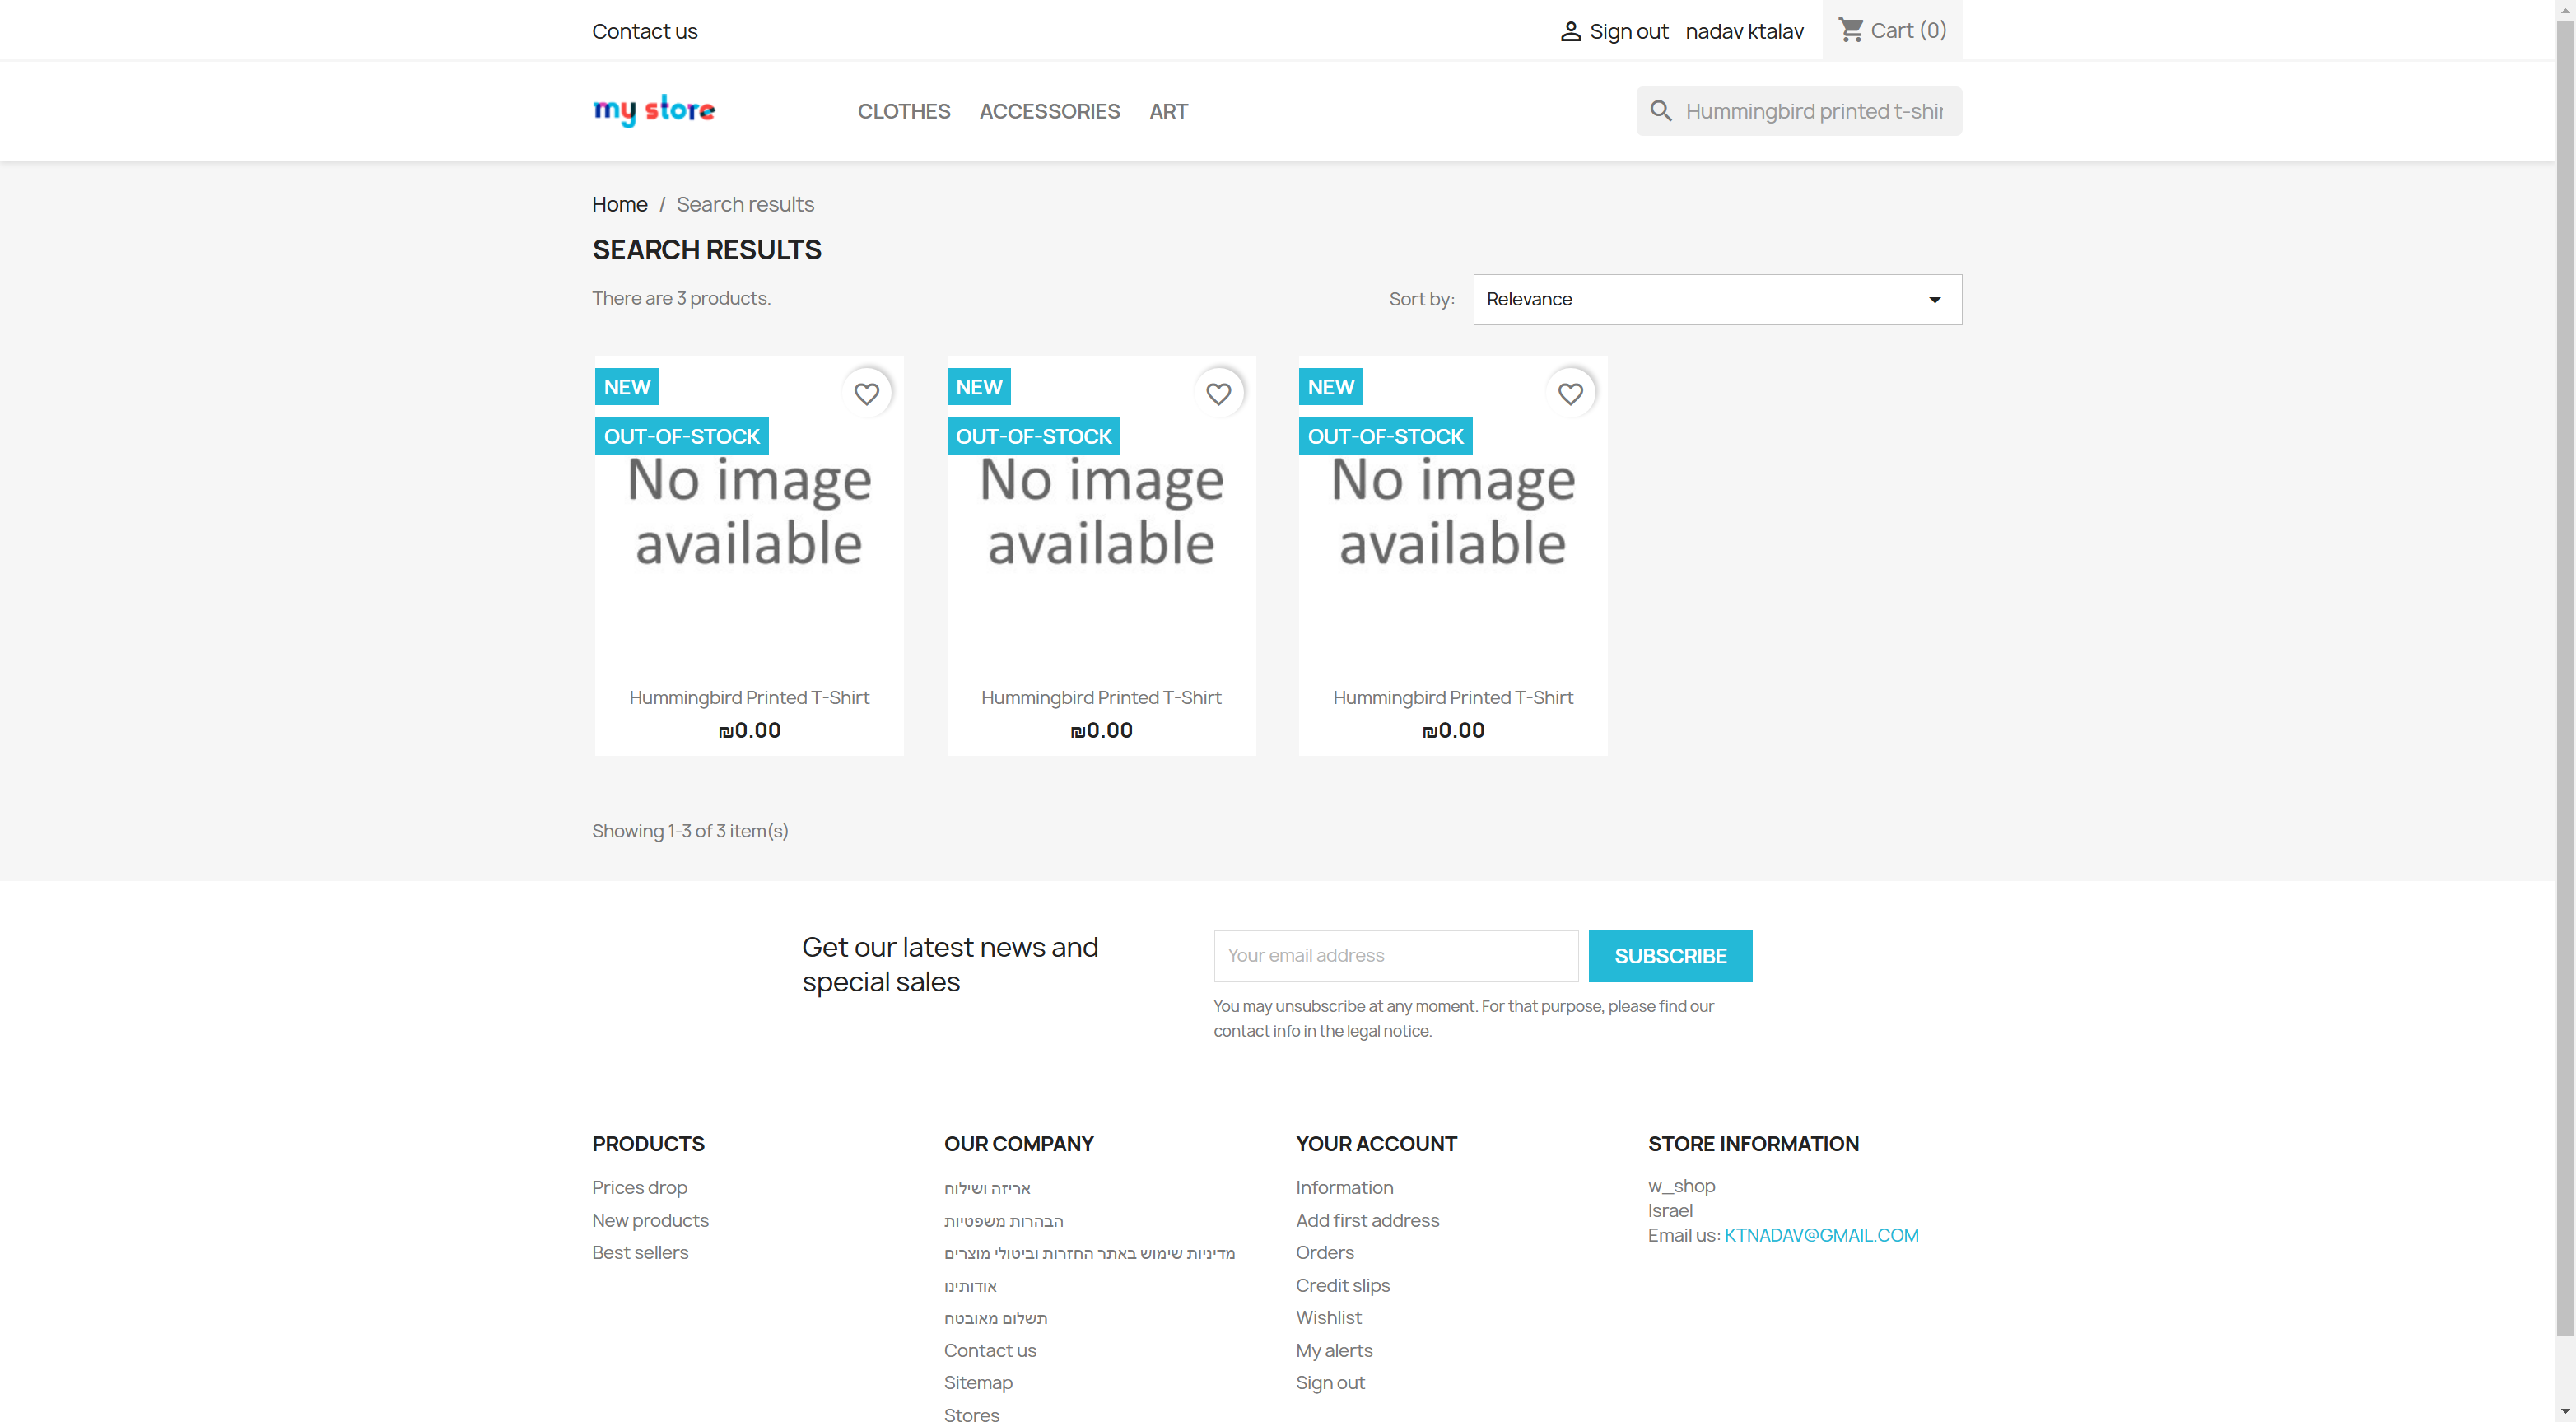 Contact us
Sign out nadav ktalav Cart (0)
my store
CLOTHES ACCESSORIES ART
Hummingbird printed t-shir
Home / Search results
SEARCH RESULTS
There are 3 products.
Sort by: Relevance
NEW
OUT-OF-STOCK
No image
available
Hummingbird Printed T-Shirt
₪0.00
NEW
OUT-OF-STOCK
No image
available
Hummingbird Printed T-Shirt
₪0.00
NEW
OUT-OF-STOCK
No image
available
Hummingbird Printed T-Shirt
₪0.00
Showing 1-3 of 3 item(s)
Get our latest news and
special sales
Your email address
SUBSCRIBE
You may unsubscribe at any moment. For that purpose, please find our
contact info in the legal notice.
PRODUCTS
Prices drop
New products
Best sellers
OUR COMPANY
אריזה ושילוח
הבהרות משפטיות
מדיניות שימוש באתר החזרות וביטולי מוצרים
אודותינו
תשלום מאובטח
Contact us
Sitemap
Stores
YOUR ACCOUNT
Information
Add first address
Orders
Credit slips
Wishlist
My alerts
Sign out
STORE INFORMATION
w_shop
Israel
Email us: KTNADAV@GMAIL.COM